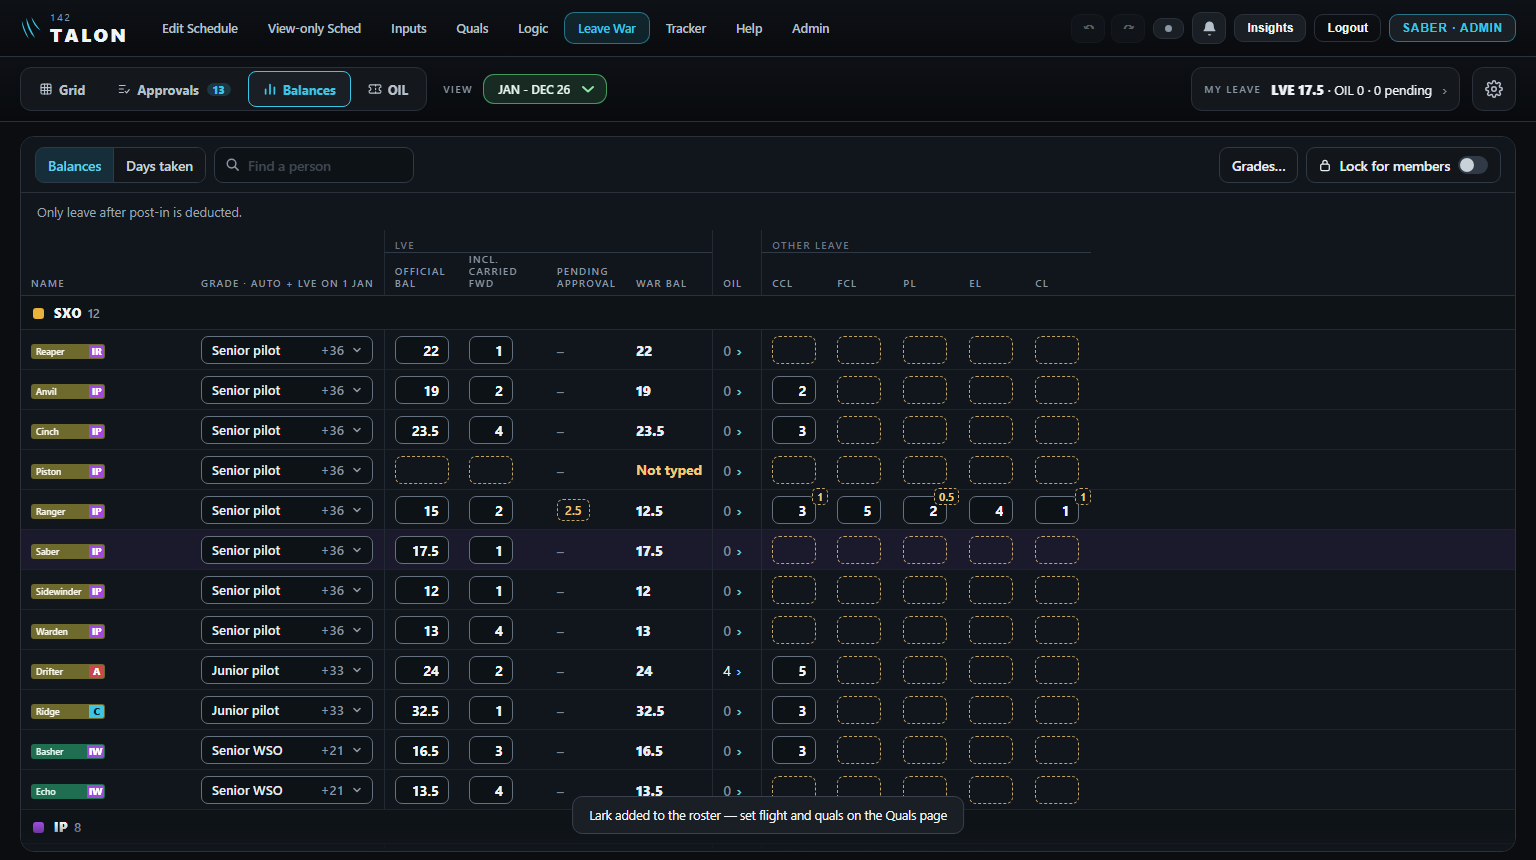 142
TALON
Edit Schedule
View-only Sched
Inputs
Quals
Logic
Leave War
Tracker
Help
Admin
Insights
Logout
SABER · ADMIN
Grid
Approvals 13
Balances
OIL
VIEW
JAN - DEC 26
MY LEAVE LVE 17.5 · OIL 0 · 0 pending ›
Balances
Days taken
Find a person
Grades...
Lock for members
Only leave after post-in is deducted.
LVE
OTHER LEAVE
NAME
GRADE · AUTO + LVE ON 1 JAN
OFFICIAL BAL
INCL. CARRIED FWD
PENDING APPROVAL
WAR BAL
OIL
CCL
FCL
PL
EL
CL
SXO 12
Reaper IR Senior pilot +36 22 1 – 22 0 ›
Anvil IP Senior pilot +36 19 2 – 19 0 › 2
Cinch IP Senior pilot +36 23.5 4 – 23.5 0 › 3
Piston IP Senior pilot +36 – Not typed 0 ›
Ranger IP Senior pilot +36 15 2 2.5 12.5 0 › 3 1 5 2 0.5 4 1 1
Saber IP Senior pilot +36 17.5 1 – 17.5 0 ›
Sidewinder IP Senior pilot +36 12 1 – 12 0 ›
Warden IP Senior pilot +36 13 4 – 13 0 ›
Drifter A Junior pilot +33 24 2 – 24 4 › 5
Ridge C Junior pilot +33 32.5 1 – 32.5 0 › 3
Basher IW Senior WSO +21 16.5 3 – 16.5 0 › 3
Echo IW Senior WSO +21 13.5 4 – 13.5 0 ›
Lark added to the roster — set flight and quals on the Quals page
IP 8